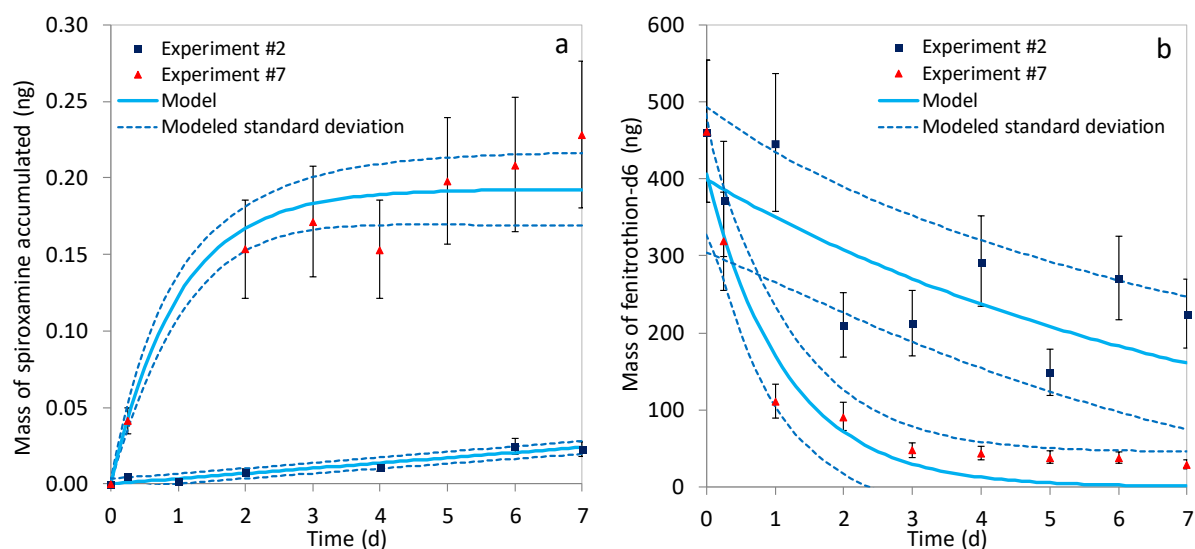 a
Experiment #2
Experiment #7
Model
Modeled standard deviation
Mass of spiroxamine accumulated (ng)
0.30
0.25
0.20
0.15
0.10
0.05
0.00
0 1 2 3 4 5 6 7
Time (d)
b
Experiment #2
Experiment #7
Model
Modeled standard deviation
Mass of fenitrothion-d6 (ng)
600
500
400
300
200
100
0
0 1 2 3 4 5 6 7
Time (d)